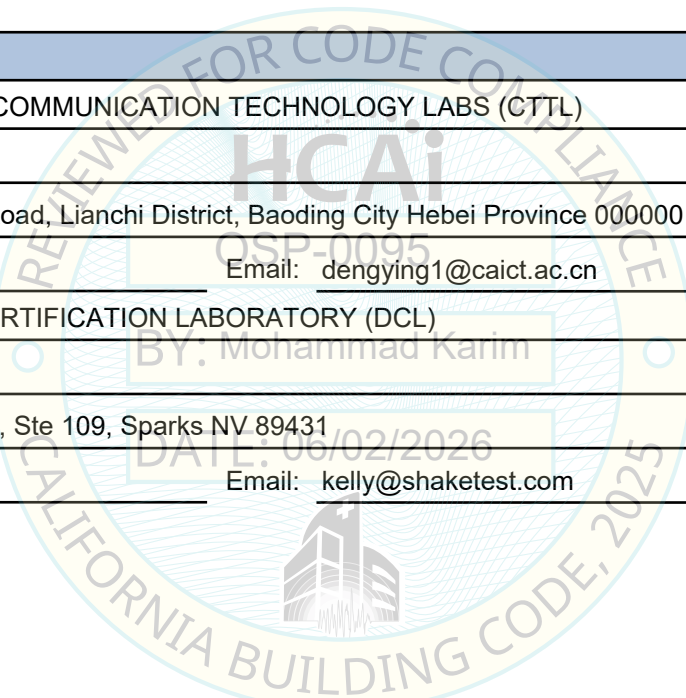 REVIEWED FOR CODE COMPLIANCE
COMMUNICATION TECHNOLOGY LABS (CTTL)
HCAi
oad, Lianchi District, Baoding City Hebei Province 000000
OSP-0095
Email: dengying1@caict.ac.cn
RTIFICATION LABORATORY (DCL)
BY: Mohammad Karim
, Ste 109, Sparks NV 89431
DATE: 06/02/2026
Email: kelly@shaketest.com
CALIFORNIA BUILDING CODE, 2025